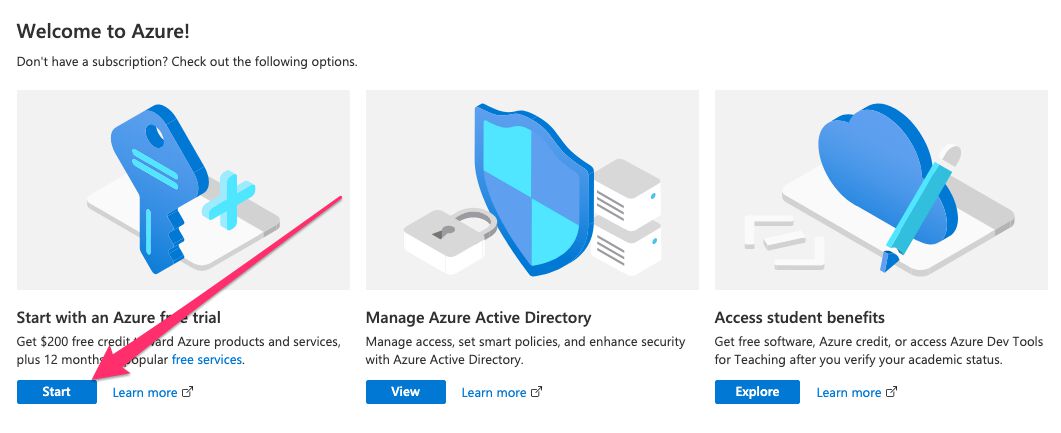 Welcome to Azure!
Don't have a subscription? Check out the following options.
Start with an Azure free trial
Get $200 free credit toward Azure products and services,
plus 12 months of popular free services.
Start
Learn more
Manage Azure Active Directory
Manage access, set smart policies, and enhance security
with Azure Active Directory.
View
Learn more
Access student benefits
Get free software, Azure credit, or access Azure Dev Tools
for Teaching after you verify your academic status.
Explore
Learn more